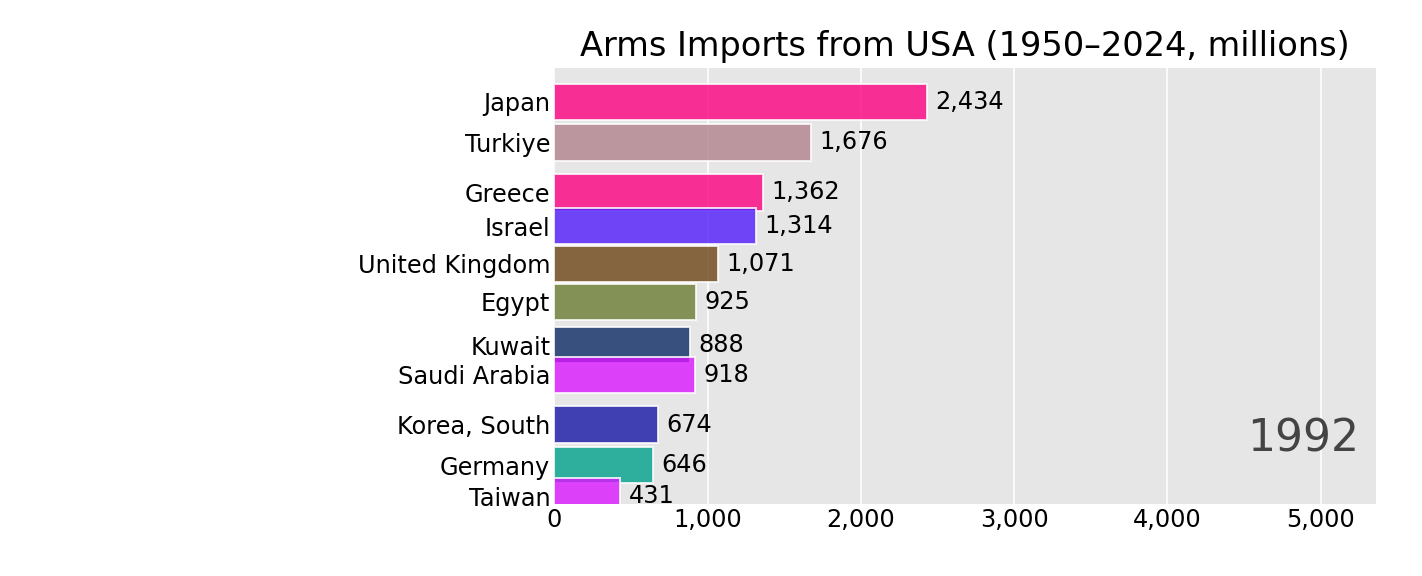 Arms Imports from USA (1950–2024, millions)
Japan 2,434
Turkiye 1,676
Greece 1,362
Israel 1,314
United Kingdom 1,071
Egypt 925
Kuwait 888
Saudi Arabia 918
Korea, South 674
1992
Germany 646
Taiwan 431
0 1,000 2,000 3,000 4,000 5,000